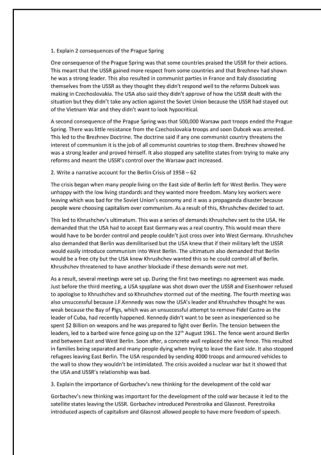 1. Explain 2 consequences of the Prague Spring
One consequence of the Prague Spring was that some countries praised the USSR for their actions.
This meant that the USSR gained more respect from some countries and that Brezhnev had shown
he was a strong leader. This also resulted in communist parties in France and Italy dissociating
themselves from the USSR as they thought they didn't respond well to the reforms Dubcek was
making in Czechoslovakia. The USA also said they didn't approve of how the USSR dealt with the
situation but they didn't take any action against the Soviet Union because the USSR had stayed out
of the Vietnam War and they didn't want to look hypocritical.
A second consequence of the Prague Spring was that 500,000 Warsaw pact troops ended the Prague
Spring. There was little resistance from the Czechoslovakia troops and soon Dubcek was arrested.
This led to the Brezhnev Doctrine. The doctrine said if any one communist country threatens the
interest of communism it is the job of all communist countries to stop them. Brezhnev showed he
was a strong leader and proved himself. It also stopped any satellite states from trying to make any
reforms and meant the USSR's control over the Warsaw pact increased.
2. Write a narrative account for the Berlin Crisis of 1958 – 62
The crisis began when many people living on the East side of Berlin left for West Berlin. They were
unhappy with the low living standards and they wanted more freedom. Many key workers were
leaving which was bad for the Soviet Union's economy and it was a propaganda disaster because
people were choosing capitalism over communism. As a result of this, Khrushchev decided to act.
This led to Khrushchev's ultimatum. This was a series of demands Khrushchev sent to the USA. He
demanded that the USA had to accept East Germany was a real country. This would mean there
would have to be border control and people couldn't just cross over into West Germany. Khrushchev
also demanded that Berlin was demilitarised but the USA knew that if their military left the USSR
would easily introduce communism into West Berlin. The ultimatum also demanded that Berlin
would be a free city but the USA knew Khrushchev wanted this so he could control all of Berlin.
Khrushchev threatened to have another blockade if these demands were not met.
As a result, several meetings were set up. During the first two meetings no agreement was made.
Just before the third meeting, a USA spyplane was shot down over the USSR and Eisenhower refused
to apologise to Khrushchev and so Khrushchev stormed out of the meeting. The fourth meeting was
also unsuccessful because J.F.Kennedy was now the USA's leader and Khrushchev thought he was
weak because the Bay of Pigs, which was an unsuccessful attempt to remove Fidel Castro as the
leader of Cuba, had recently happened. Kennedy didn't want to be seen as inexperienced so he
spent $2 Billion on weapons and he was prepared to fight over Berlin. The tension between the
leaders, led to a barbed wire fence going up on the 12th August 1961. The fence went around Berlin
and between East and West Berlin. Soon after, a concrete wall replaced the wire fence. This resulted
in families being separated and many people dying when trying to leave the East side. It also stopped
refugees leaving East Berlin. The USA responded by sending 4000 troops and armoured vehicles to
the wall to show they wouldn't be intimidated. The crisis avoided a nuclear war but it showed that
the USA and USSR's relationship was bad.
3. Explain the importance of Gorbachev's new thinking for the development of the cold war
Gorbachev's new thinking was important for the development of the cold war because it led to the
satellite states leaving the USSR. Gorbachev introduced Perestroika and Glasnost. Perestroika
introduced aspects of capitalism and Glasnost allowed people to have more freedom of speech.